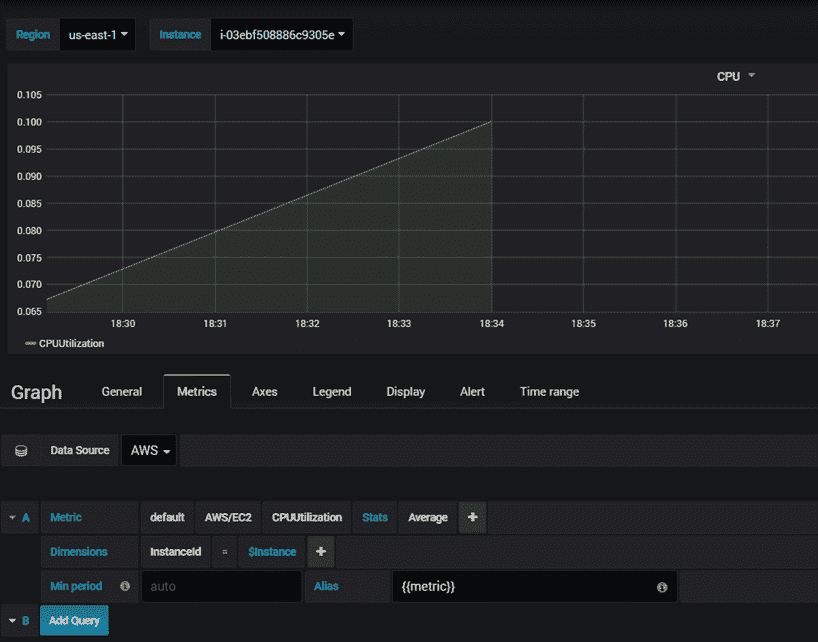 Region us-east-1 Instance i-03ebf508886c9305e
CPU
0.105
0.100
0.095
0.090
0.085
0.080
0.075
0.070
0.065
18:30 18:31 18:32 18:33 18:34 18:35 18:36 18:37
CPUUtilization
Graph General Metrics Axes Legend Display Alert Time range
Data Source AWS
A Metric default AWS/EC2 CPUUtilization Stats Average +
Dimensions InstanceId = $Instance +
Min period auto Alias {{metric}}
B Add Query